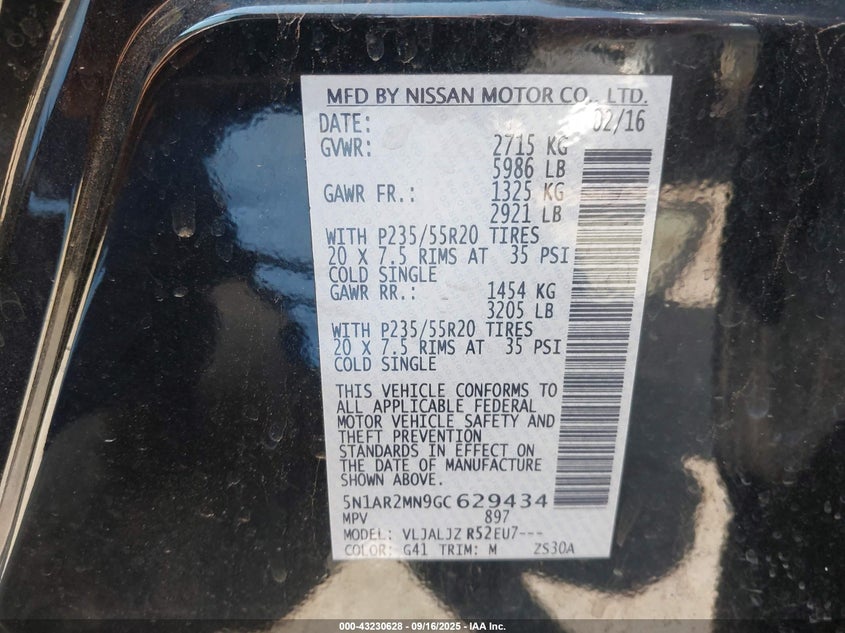 MFD BY NISSAN MOTOR CO., LTD.
DATE: 02/16
GVWR: 2715 KG
5986 LB
GAWR FR.: 1325 KG
2921 LB
WITH P235/55R20 TIRES
20 X 7.5 RIMS AT 35 PSI
COLD SINGLE
GAWR RR.: 1454 KG
3205 LB
WITH P235/55R20 TIRES
20 X 7.5 RIMS AT 35 PSI
COLD SINGLE
THIS VEHICLE CONFORMS TO
ALL APPLICABLE FEDERAL
MOTOR VEHICLE SAFETY AND
THEFT PREVENTION
STANDARDS IN EFFECT ON
THE DATE OF MANUFACTURE
SHOWN ABOVE.
5N1AR2MN9GC629434
MPV 897
MODEL: VLJALJZ R52EU7---
COLOR: G41 TRIM: M ZS30A
000-43230628 - 09/16/2025 - IAA Inc.